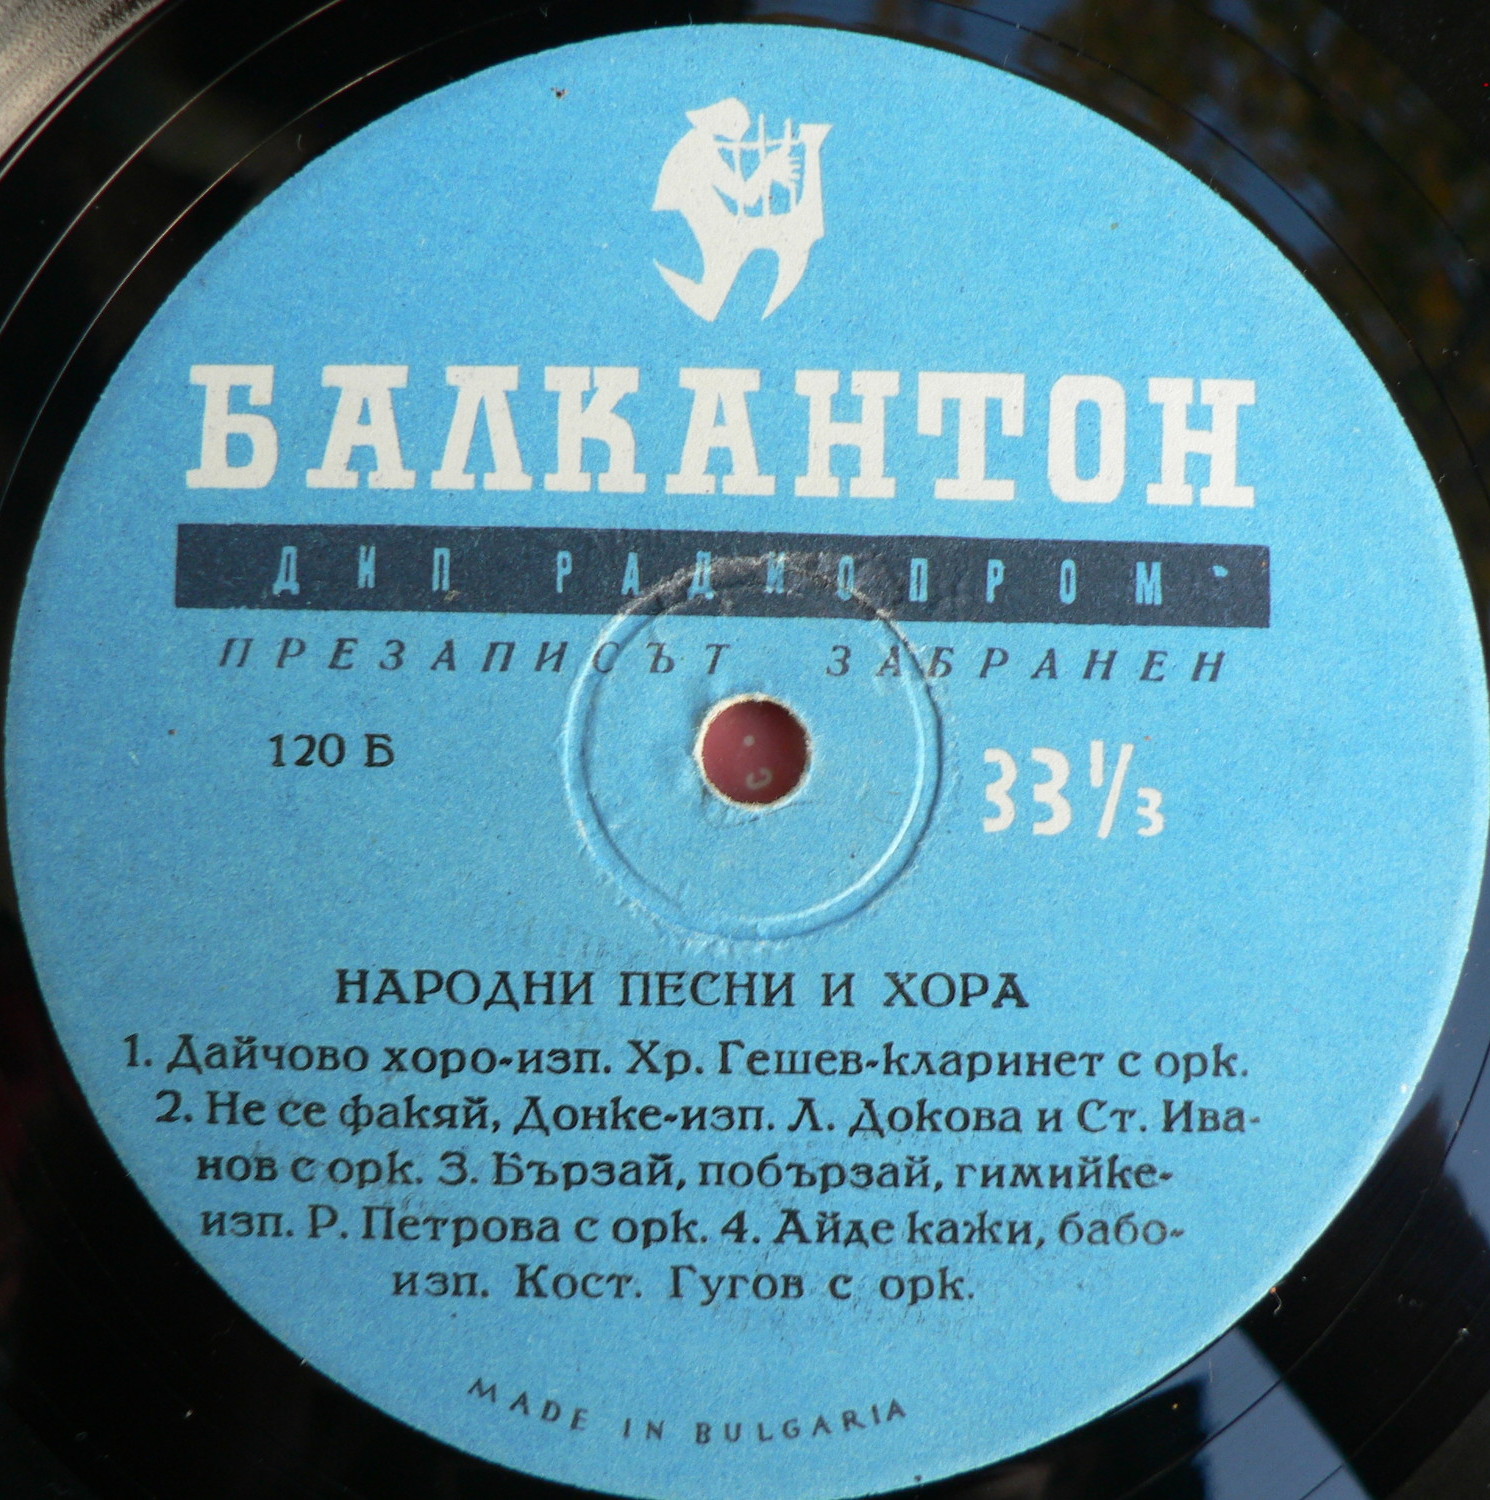 БАЛКАНТОН
ДИП РАДИОПРОМ
ПРЕЗАПИСЪТ ЗАБРАНЕН
120 Б
33 1/3
НАРОДНИ ПЕСНИ И ХОРА
1. Дайчово хоро-изп. Хр. Гешев-кларинет с орк.
2. Не се факяй, Донке-изп. Л. Докова и Ст. Ива-
нов с орк. 3. Бързай, побързай, гимийке-
изп. Р. Петрова с орк. 4. Айде кажи, бабо-
изп. Кост. Гугов с орк.
MADE IN BULGARIA